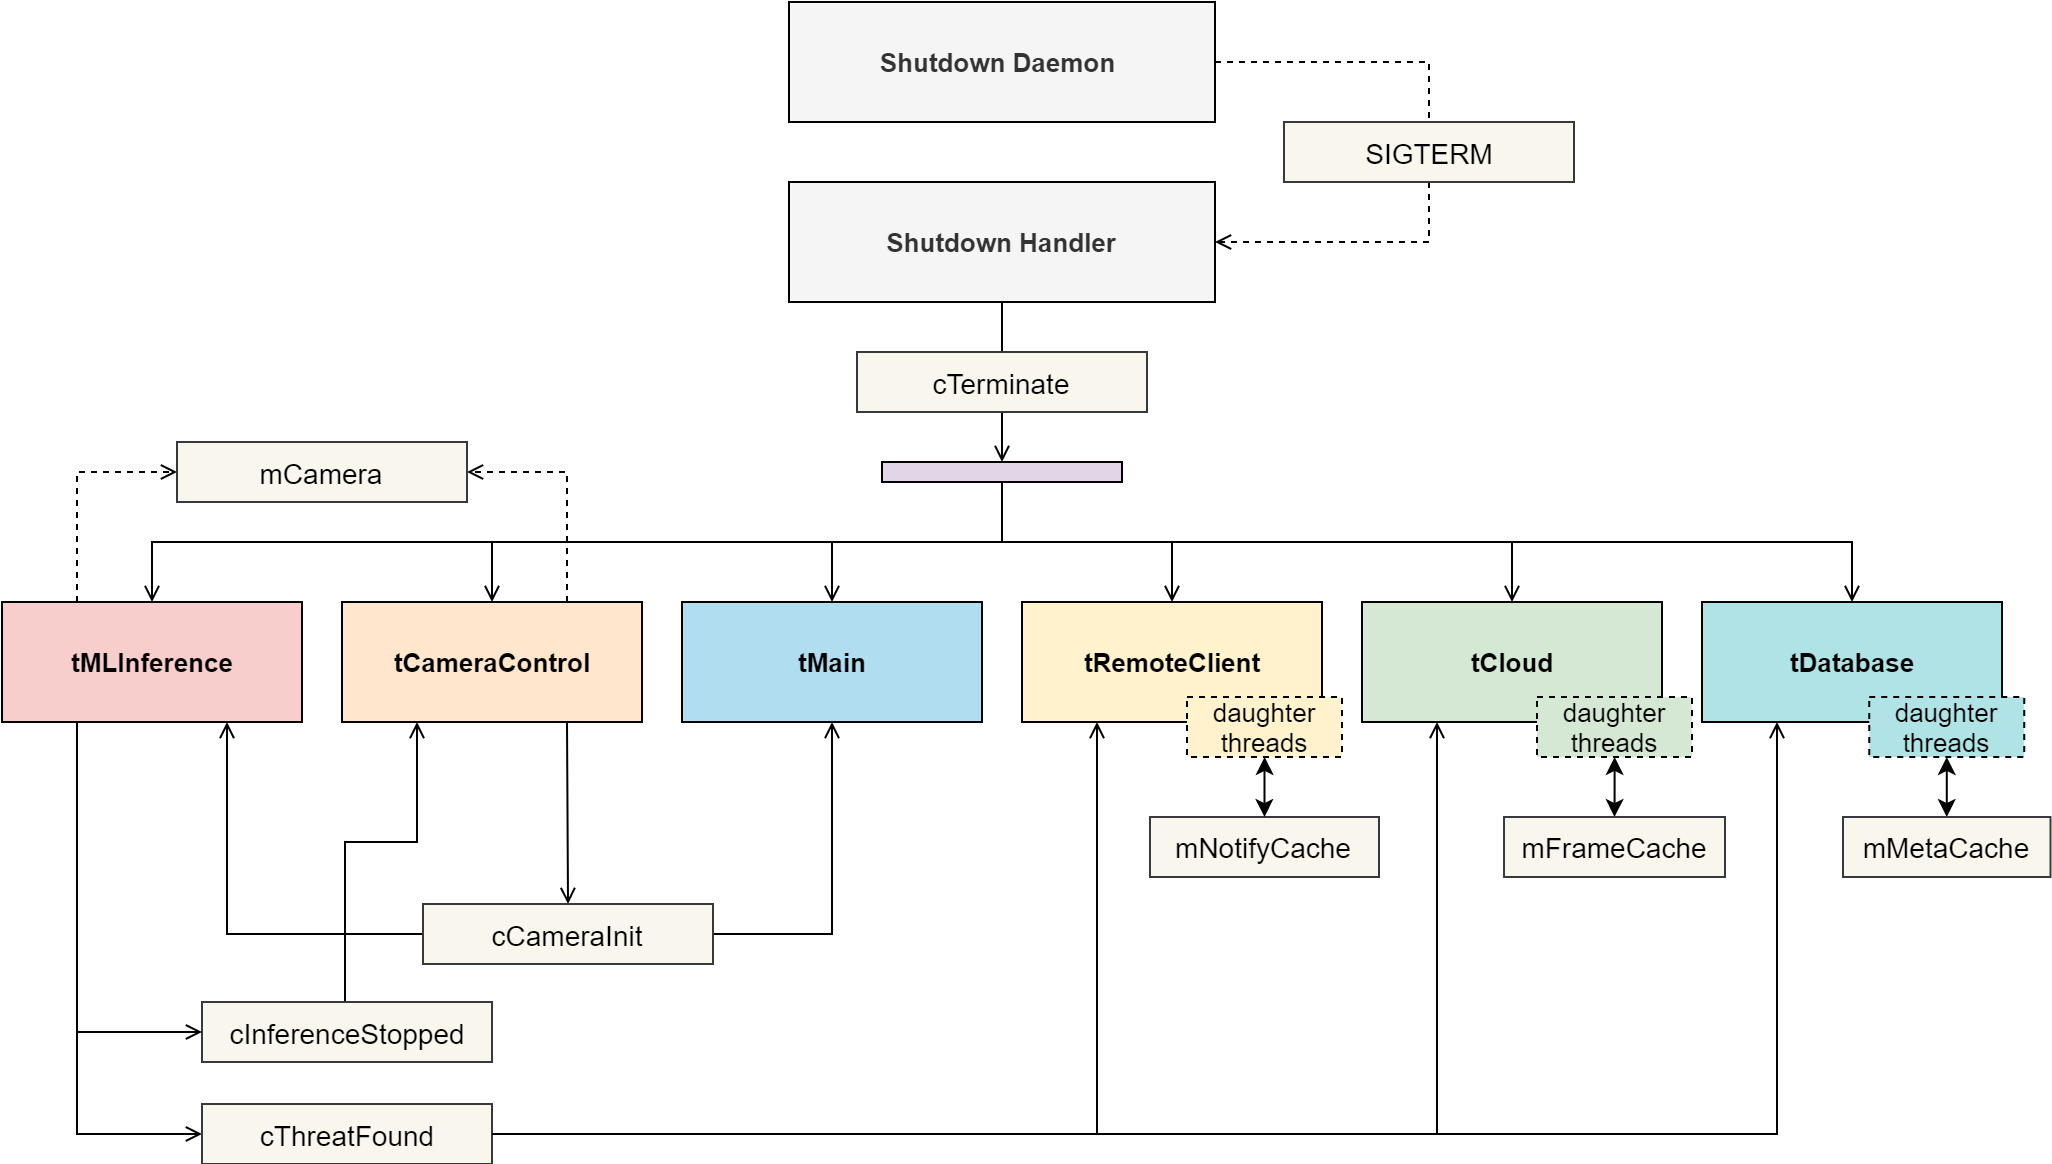 Shutdown Daemon
SIGTERM
Shutdown Handler
cTerminate
mCamera
tMLInference
tCameraControl
tMain
tRemoteClient
tCloud
tDatabase
daughter
threads
daughter
threads
daughter
threads
mNotifyCache
mFrameCache
mMetaCache
cCameraInit
cInferenceStopped
cThreatFound